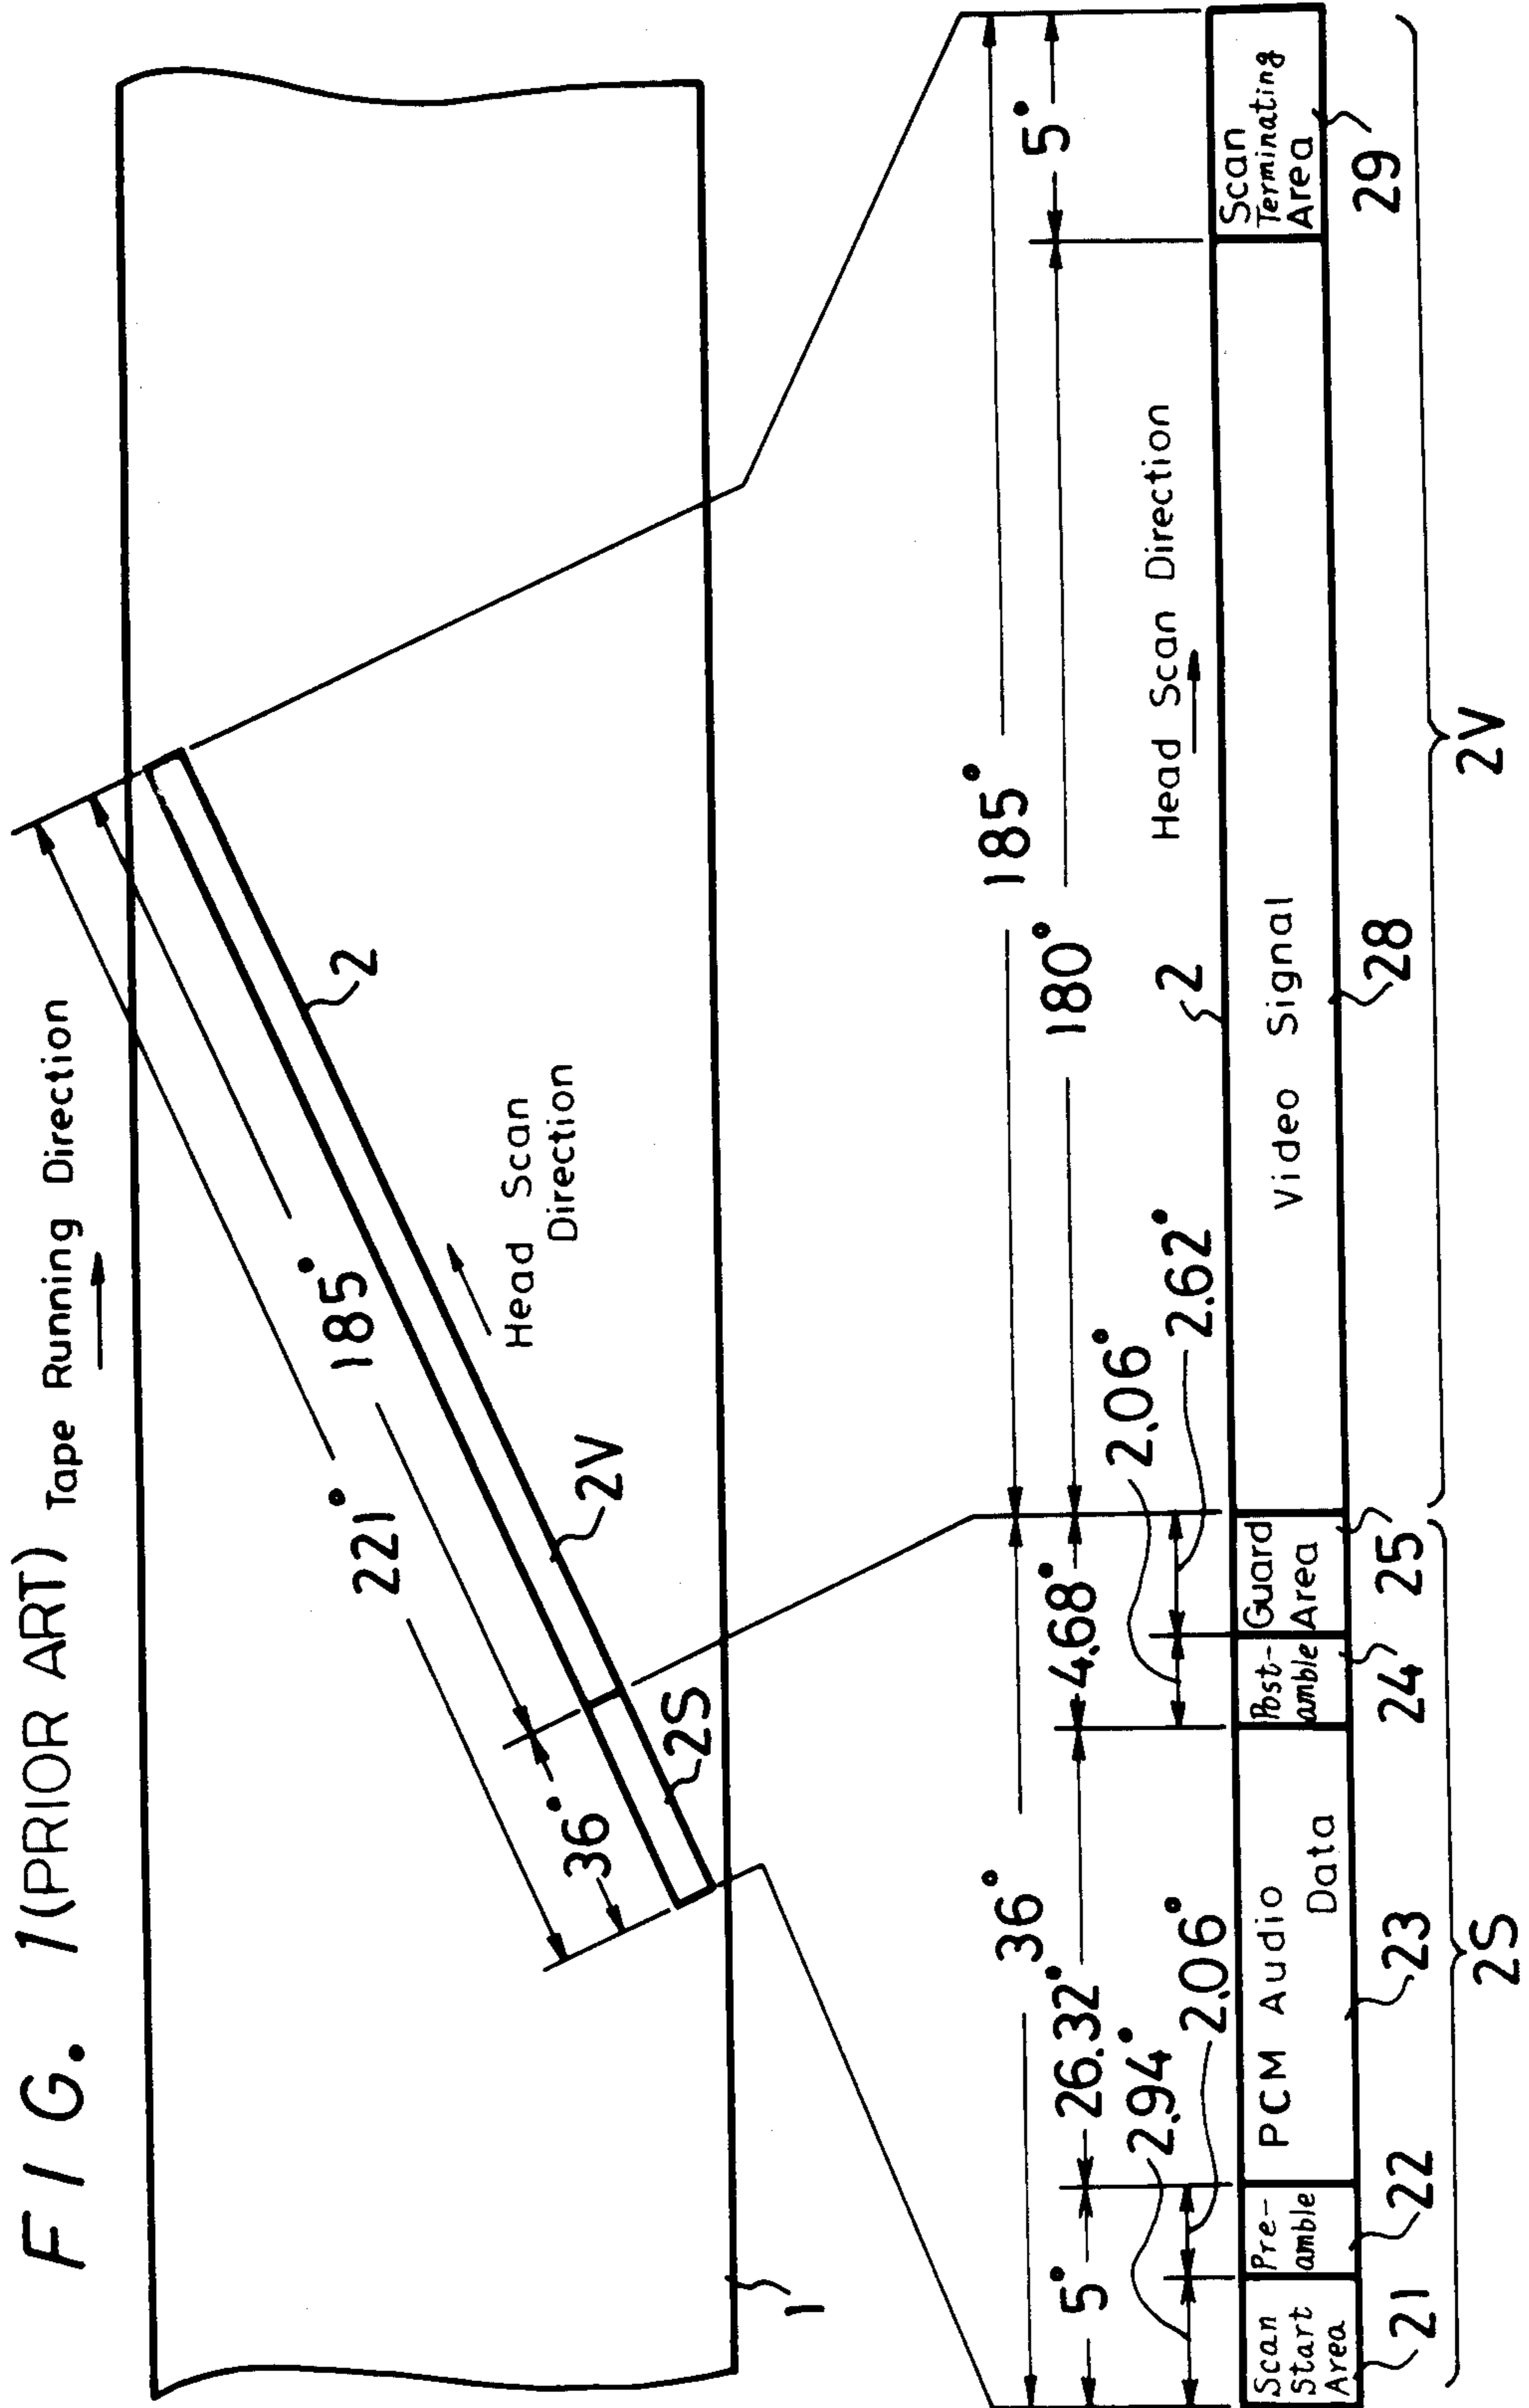 FIG. 1 (PRIOR ART)
Tape Running Direction
221°
185°
36°
2
2V
2S
Head Scan
Direction
1
185°
36°
5°
180°
4.68°
26.32°
5°
2.06°
2.62°
2.94°
2.06°
2
Head Scan Direction
Scan
Start
Area
Pre-
amble
PCM Audio
Data
Post-
amble
Guard
Area
Video Signal
Scan
Terminating
Area
21
22
23
24
25
28
29
2S
2V